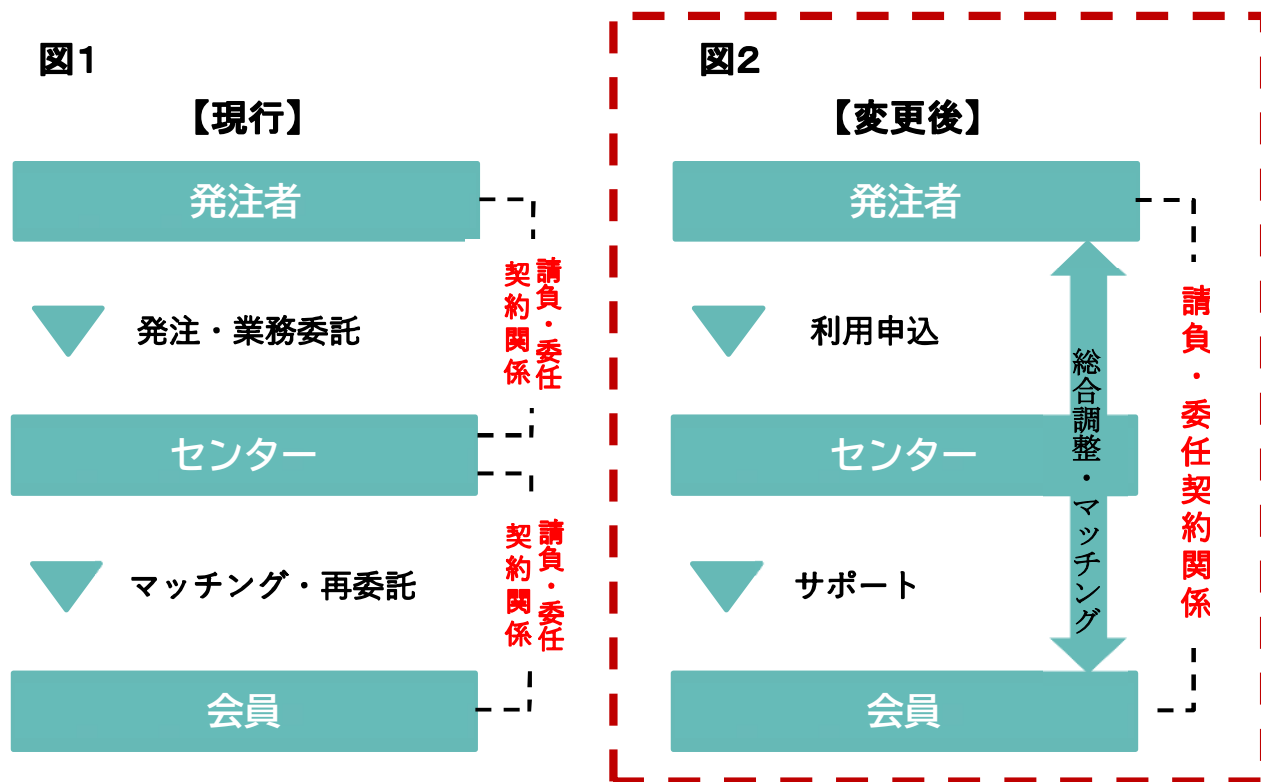 図1
【現行】
発注者
発注・業務委託
請負・委任
契約関係
センター
マッチング・再委託
請負・委任
契約関係
会員
図2
【変更後】
発注者
利用申込
総合調整・マッチング
請負・委任契約関係
センター
サポート
会員